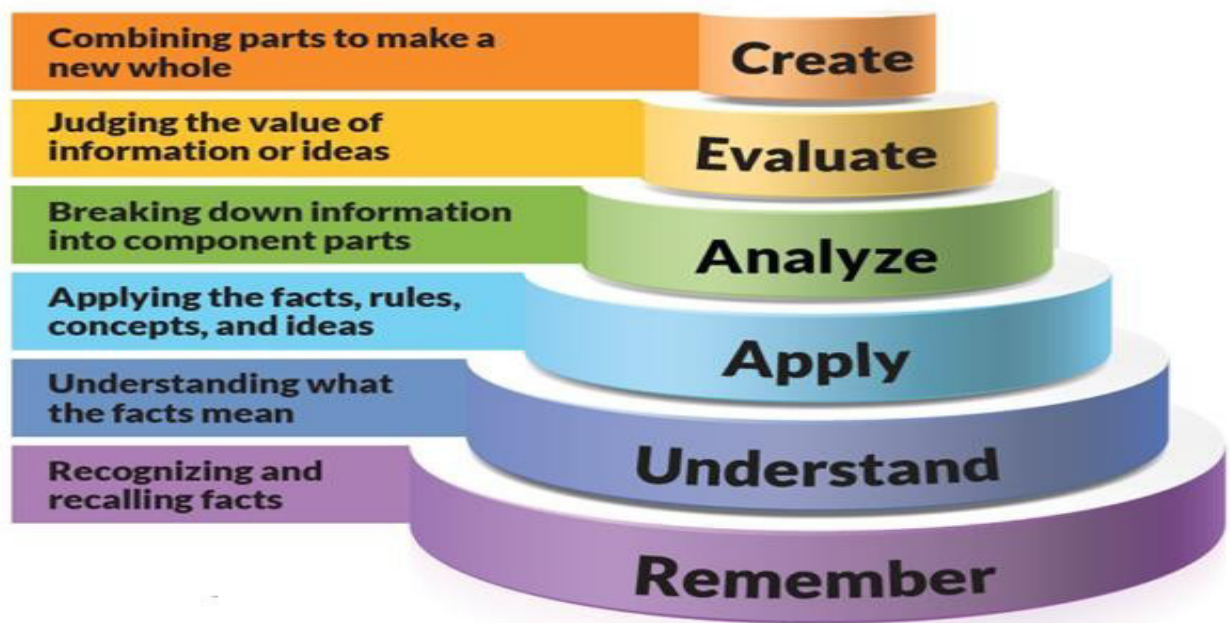 Combining parts to make a
new whole
Create
Judging the value of
information or ideas
Evaluate
Breaking down information
into component parts
Analyze
Applying the facts, rules,
concepts, and ideas
Apply
Understanding what
the facts mean
Understand
Recognizing and
recalling facts
Remember